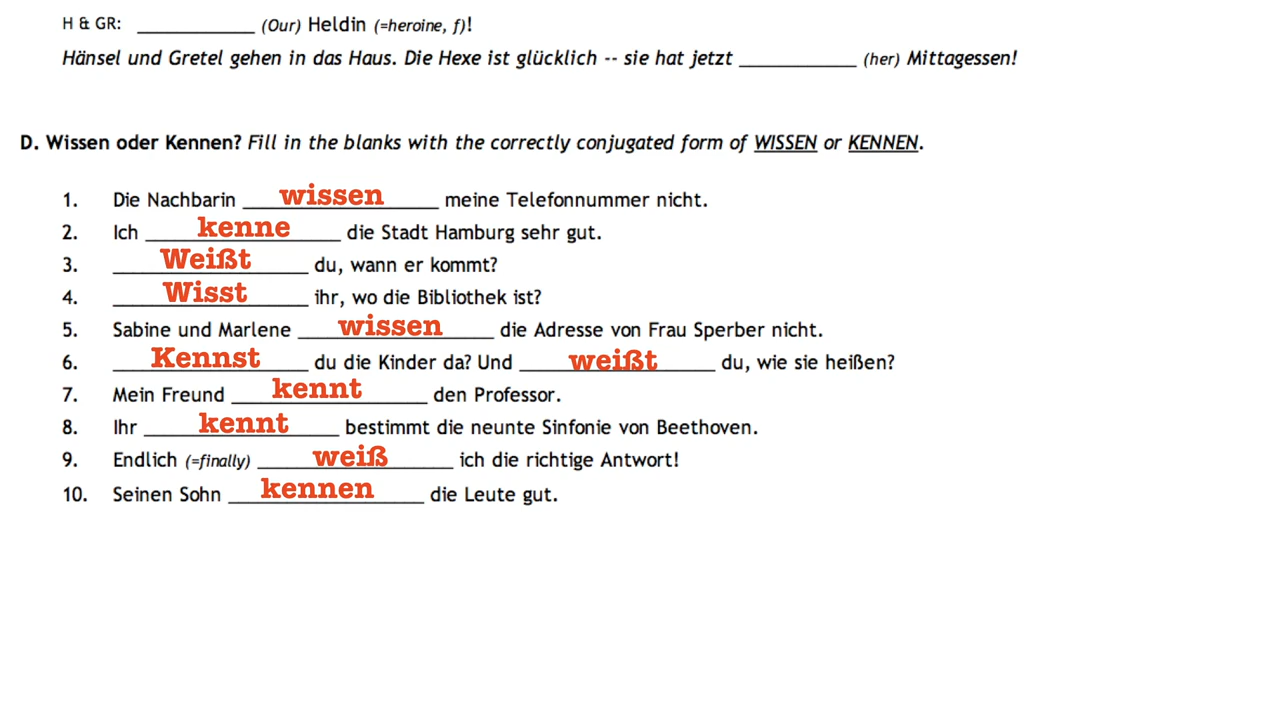 H & GR: ____________ (Our) Heldin (=heroine, f)!
Hänsel und Gretel gehen in das Haus. Die Hexe ist glücklich -- sie hat jetzt ____________ (her) Mittagessen!
D. Wissen oder Kennen? Fill in the blanks with the correctly conjugated form of WISSEN or KENNEN.
1. Die Nachbarin wissen meine Telefonnummer nicht.
2. Ich kenne die Stadt Hamburg sehr gut.
3. Weißt du, wann er kommt?
4. Wisst ihr, wo die Bibliothek ist?
5. Sabine und Marlene wissen die Adresse von Frau Sperber nicht.
6. Kennst du die Kinder da? Und weißt du, wie sie heißen?
7. Mein Freund kennt den Professor.
8. Ihr kennt bestimmt die neunte Sinfonie von Beethoven.
9. Endlich (=finally) weiß ich die richtige Antwort!
10. Seinen Sohn kennen die Leute gut.